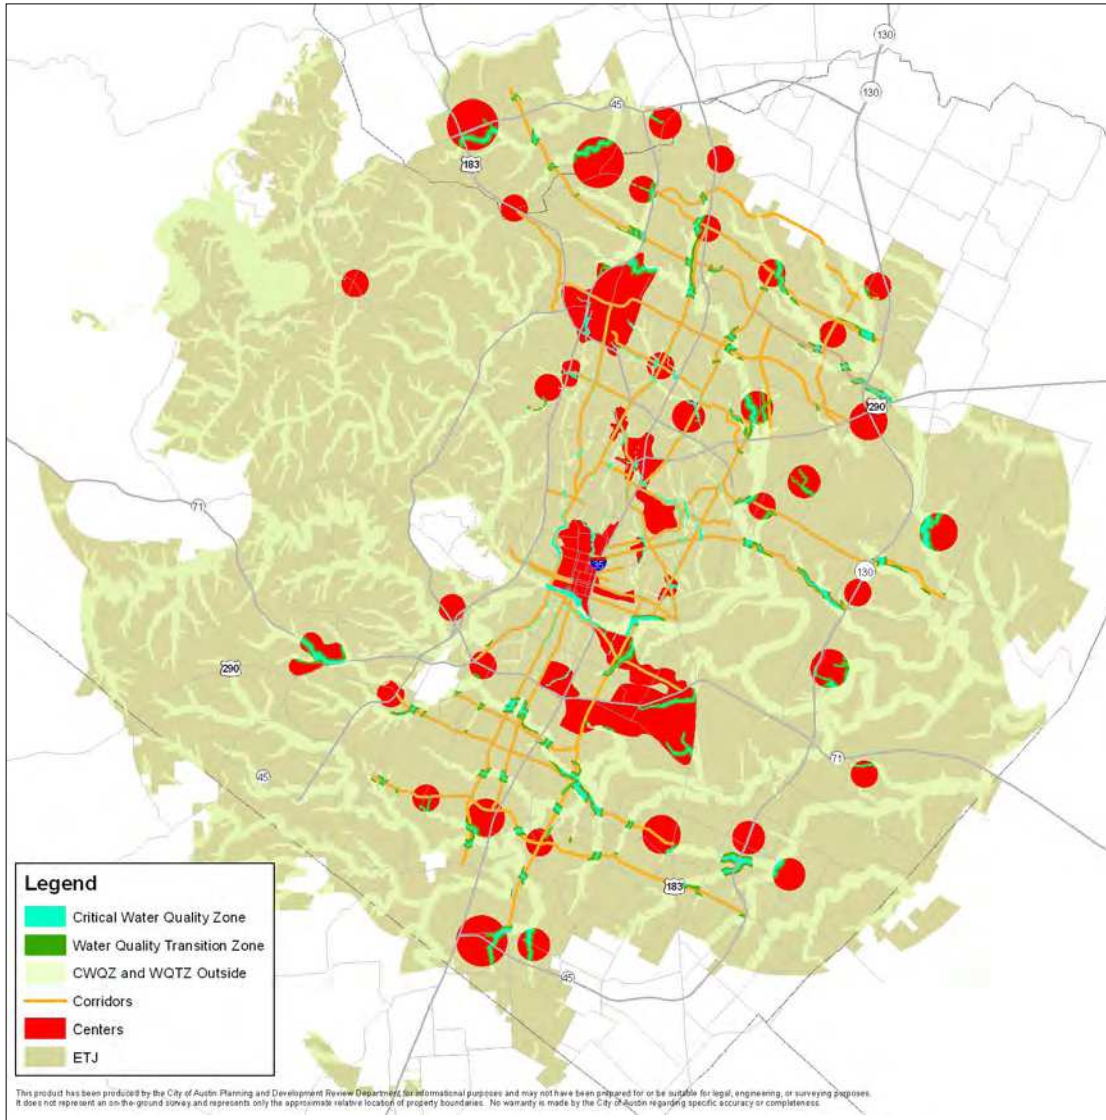 130
130
45
183
290
71
35
130
290
71
45
183
45
Legend
Critical Water Quality Zone
Water Quality Transition Zone
CWQZ and WQTZ Outside
Corridors
Centers
ETJ
This product has been produced by the City of Austin Planning and Development Review Department for informational purposes and may not have been prepared for or be suitable for legal, engineering, or surveying purposes.
It does not represent an on-the-ground survey and represents only the approximate relative location of property boundaries. No warranty is made by the City of Austin regarding specific accuracy or completeness.